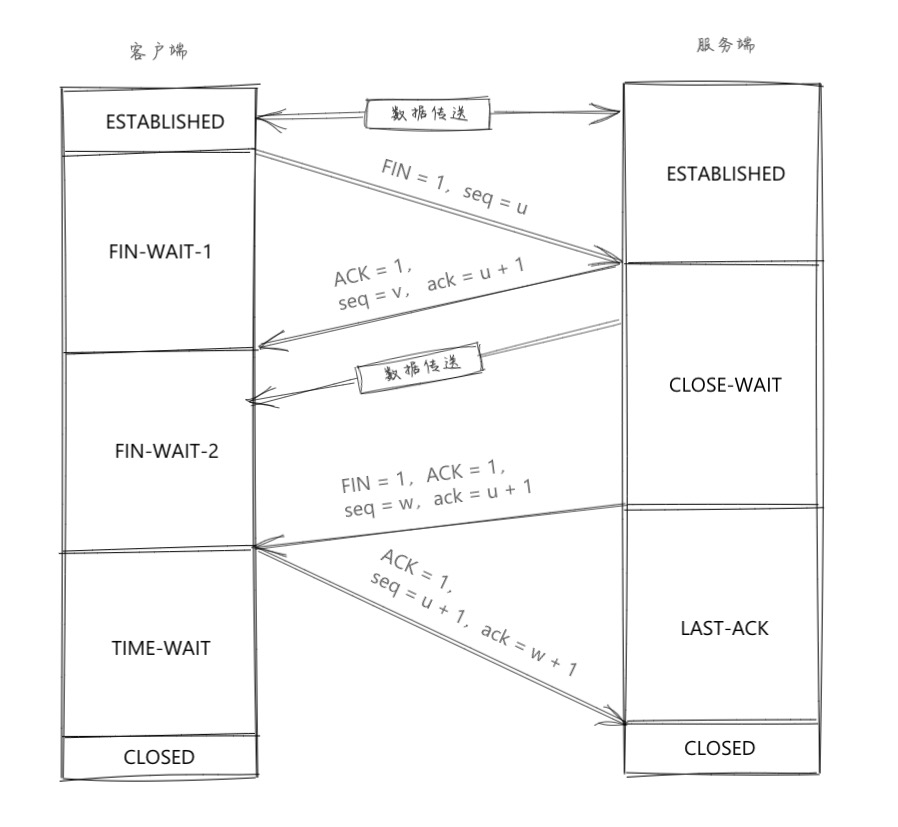 客户端
服务端
ESTABLISHED
数据传送
ESTABLISHED
FIN = 1, seq = u
FIN-WAIT-1
ACK = 1,
seq = v, ack = u + 1
数据传送
CLOSE-WAIT
FIN-WAIT-2
FIN = 1, ACK = 1,
seq = w, ack = u + 1
ACK = 1,
seq = u + 1, ack = w + 1
TIME-WAIT
LAST-ACK
CLOSED
CLOSED